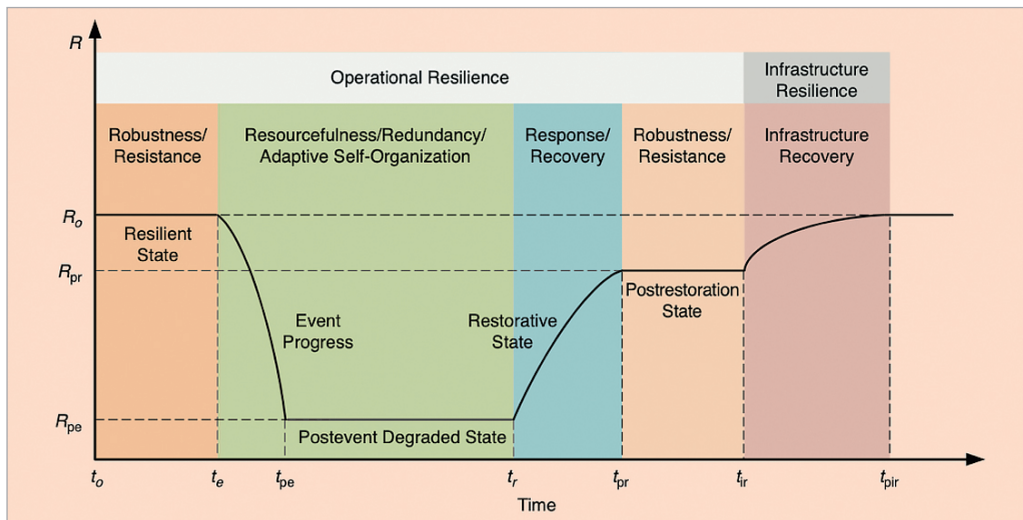 R
Operational Resilience
Infrastructure
Resilience
Robustness/
Resistance
Resourcefulness/Redundancy/
Adaptive Self-Organization
Response/
Recovery
Robustness/
Resistance
Infrastructure
Recovery
Ro
Resilient
State
Rpr
Postrestoration
State
Event
Progress
Restorative
State
Rpe
Postevent Degraded State
to
te
tpe
tr
tpr
tir
tpir
Time